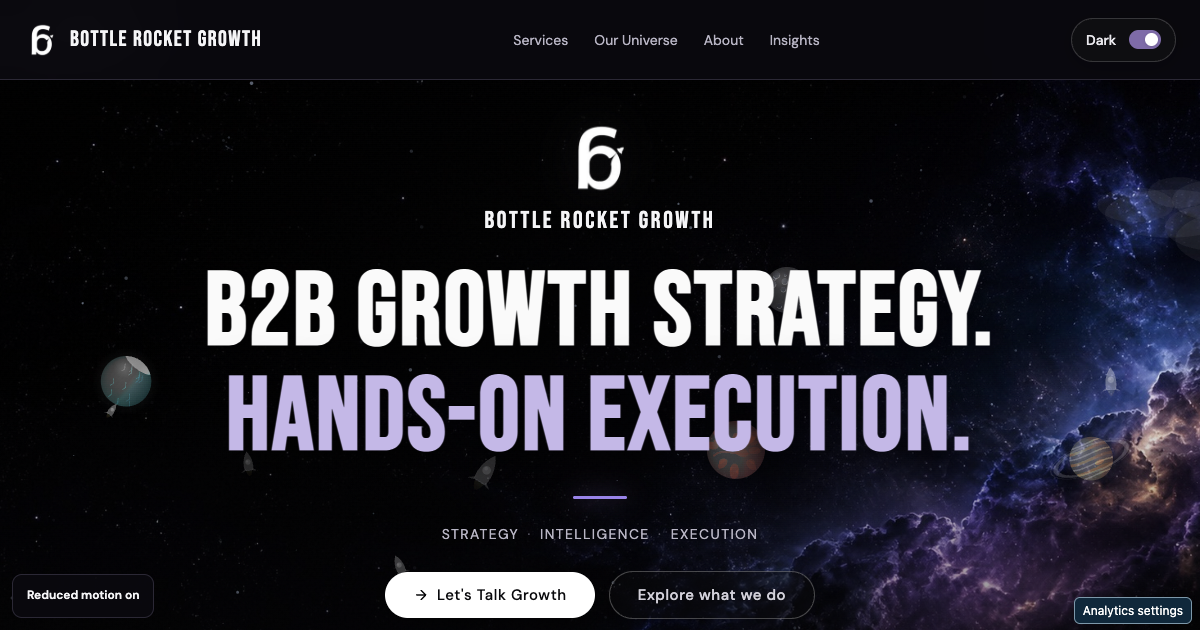 BOTTLE ROCKET GROWTH
Services
Our Universe
About
Insights
Dark
BOTTLE ROCKET GROWTH
B2B GROWTH STRATEGY.
HANDS-ON EXECUTION.
STRATEGY · INTELLIGENCE · EXECUTION
Reduced motion on
→ Let's Talk Growth
Explore what we do
Analytics settings